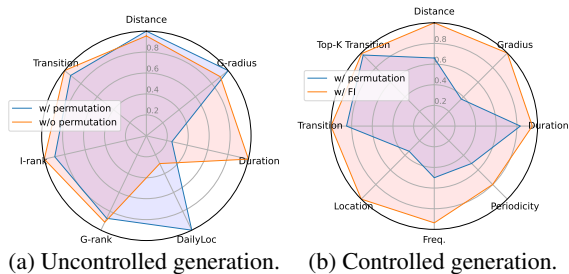 Distance
G-radius
Duration
DailyLoc
G-rank
I-rank
Transition
0.2
0.4
0.6
0.8
w/ permutation
w/o permutation
(a) Uncontrolled generation.
Distance
Gradius
Duration
Periodicity
Freq.
Location
Transition
Top-K Transition
0.2
0.4
0.6
0.8
w/ permutation
w/ FI
(b) Controlled generation.